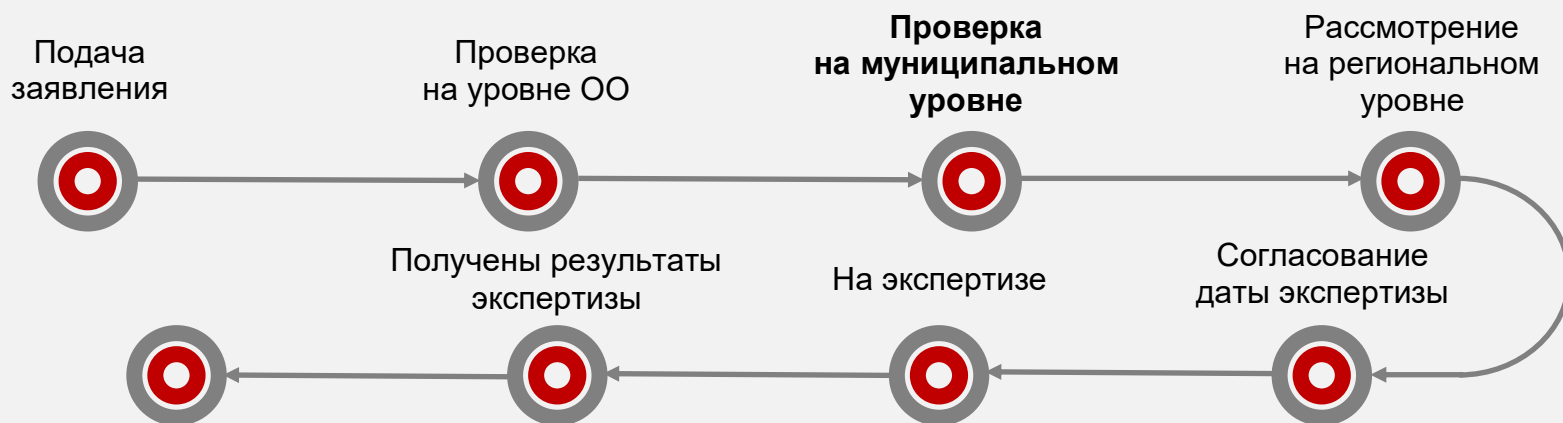 Подача
заявления
Проверка
на уровне ОО
Проверка
на муниципальном
уровне
Рассмотрение
на региональном
уровне
Согласование
даты экспертизы
На экспертизе
Получены результаты
экспертизы